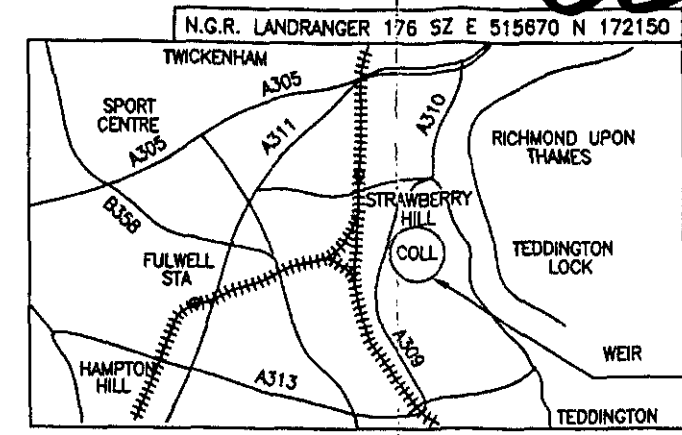 N.G.R. LANDRANGER 176 SZ E 515670 N 172150
TWICKENHAM
A305
SPORT
CENTRE
A305
A311
A310
RICHMOND UPON
THAMES
B358
STRAWBERRY
HILL
FULWELL
STA
COLL
TEDDINGTON
LOCK
A309
WEIR
HAMPTON
HILL
A313
TEDDINGTON